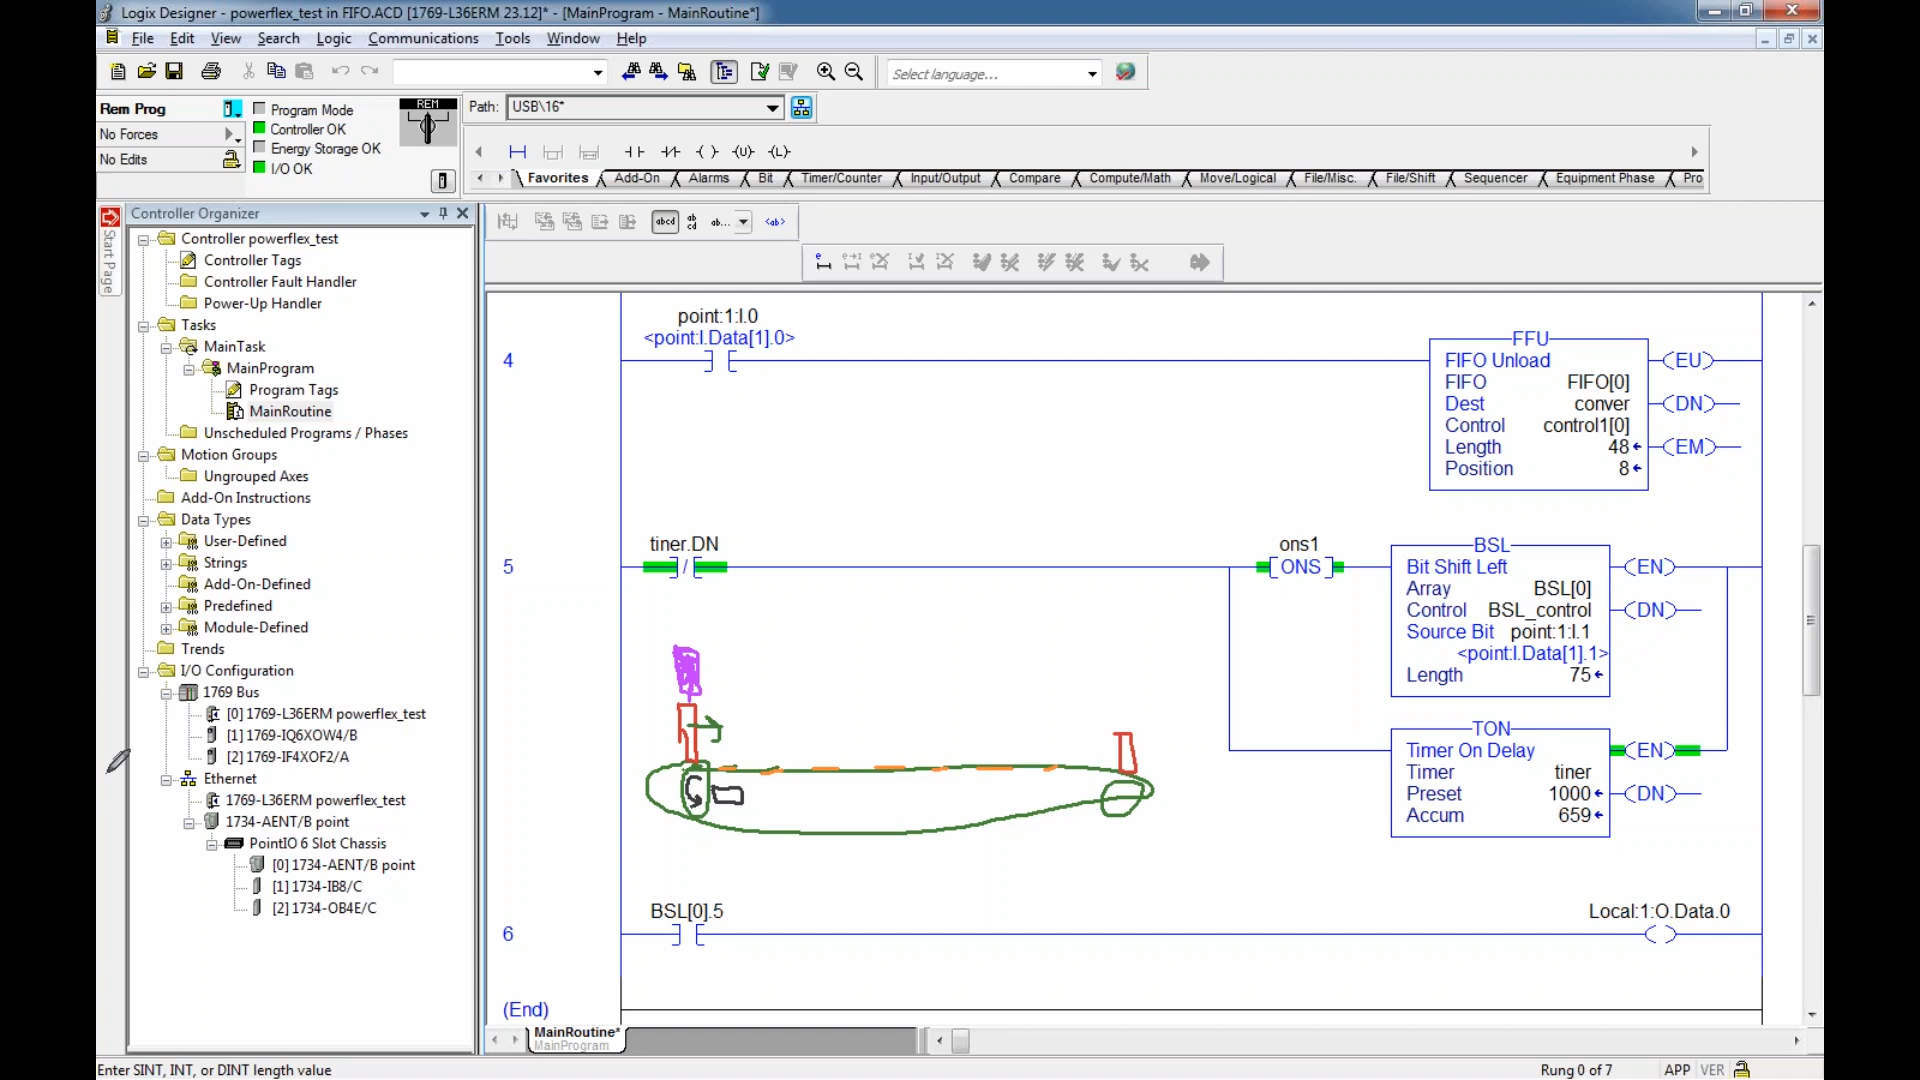 Logix Designer - powerflex_test in FIFO.ACD [1769-L36ERM 23.12]* - [MainProgram - MainRoutine*]
File Edit View Search Logic Communications Tools Window Help
Select language...
Rem Prog
No Forces
No Edits
Program Mode
Controller OK
Energy Storage OK
I/O OK
REM
Path: USB\16*
Favorites Add-On Alarms Bit Timer/Counter Input/Output Compare Compute/Math Move/Logical File/Misc. File/Shift Sequencer Equipment Phase Pro
Start Page
Controller Organizer
Controller powerflex_test
Controller Tags
Controller Fault Handler
Power-Up Handler
Tasks
MainTask
MainProgram
Program Tags
MainRoutine
Unscheduled Programs / Phases
Motion Groups
Ungrouped Axes
Add-On Instructions
Data Types
User-Defined
Strings
Add-On-Defined
Predefined
Module-Defined
Trends
I/O Configuration
1769 Bus
[0] 1769-L36ERM powerflex_test
[1] 1769-IQ6XOW4/B
[2] 1769-IF4XOF2/A
Ethernet
1769-L36ERM powerflex_test
1734-AENT/B point
PointIO 6 Slot Chassis
[0] 1734-AENT/B point
[1] 1734-IB8/C
[2] 1734-OB4E/C
4
point:1:I.0
<point:I.Data[1].0>
FFU
FIFO Unload
FIFO FIFO[0]
Dest conver
Control control1[0]
Length 48
Position 8
EU
DN
EM
5
tiner.DN
ons1
ONS
BSL
Bit Shift Left
Array BSL[0]
Control BSL_control
Source Bit point:1:I.1
<point:I.Data[1].1>
Length 75
EN
DN
TON
Timer On Delay
Timer tiner
Preset 1000
Accum 659
EN
DN
6
BSL[0].5
Local:1:O.Data.0
(End)
MainRoutine*
MainProgram
Enter SINT, INT, or DINT length value
Rung 0 of 7 APP VER